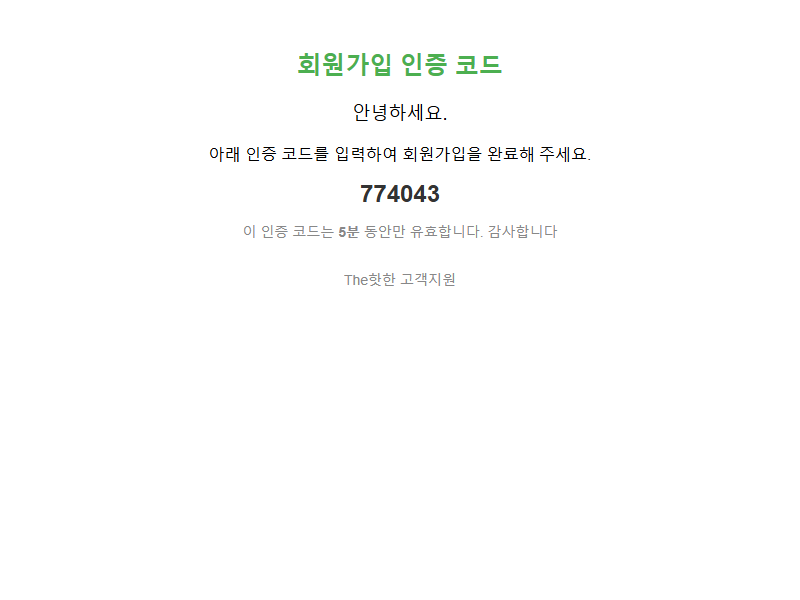 회원가입 인증 코드
안녕하세요.
아래 인증 코드를 입력하여 회원가입을 완료해 주세요.
774043
이 인증 코드는 5분 동안만 유효합니다. 감사합니다
The핫한 고객지원